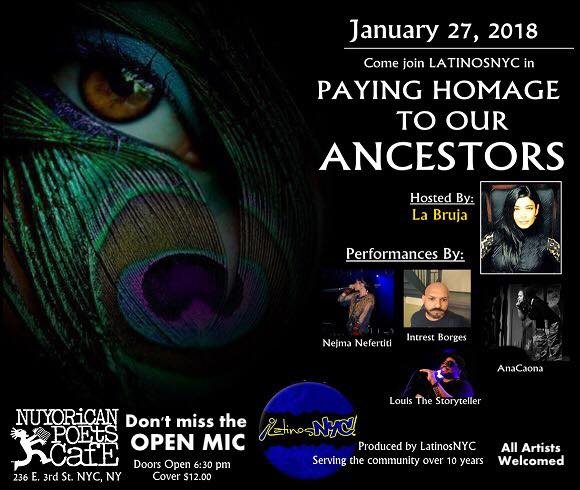 January 27, 2018
Come join LATINOSNYC in
PAYING HOMAGE
TO OUR
ANCESTORS
Hosted By:
La Bruja
Performances By:
Nejma Nefertiti
Intrest Borges
AnaCaona
Louis The Storyteller
NUYORICAN
POETS
CAFE
236 E. 3rd St. NYC, NY
Don't miss the
OPEN MIC
Doors Open 6:30 pm
Cover $12.00
¡LatinosNYC!
Produced by LatinosNYC
Serving the community over 10 years
All Artists
Welcomed